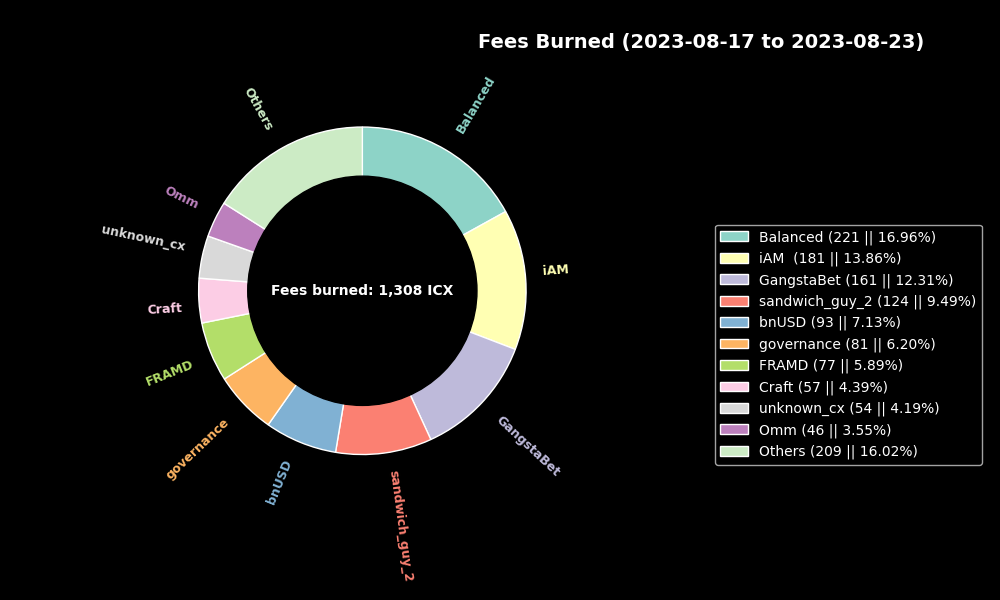 Fees Burned (2023-08-17 to 2023-08-23)
Balanced
Others
Omm
unknown_cx
iAM
Fees burned: 1,308 ICX
Craft
FRAMD
governance
GangstaBet
bnUSD
sandwich_guy_2
Balanced (221 || 16.96%)
iAM  (181 || 13.86%)
GangstaBet (161 || 12.31%)
sandwich_guy_2 (124 || 9.49%)
bnUSD (93 || 7.13%)
governance (81 || 6.20%)
FRAMD (77 || 5.89%)
Craft (57 || 4.39%)
unknown_cx (54 || 4.19%)
Omm (46 || 3.55%)
Others (209 || 16.02%)